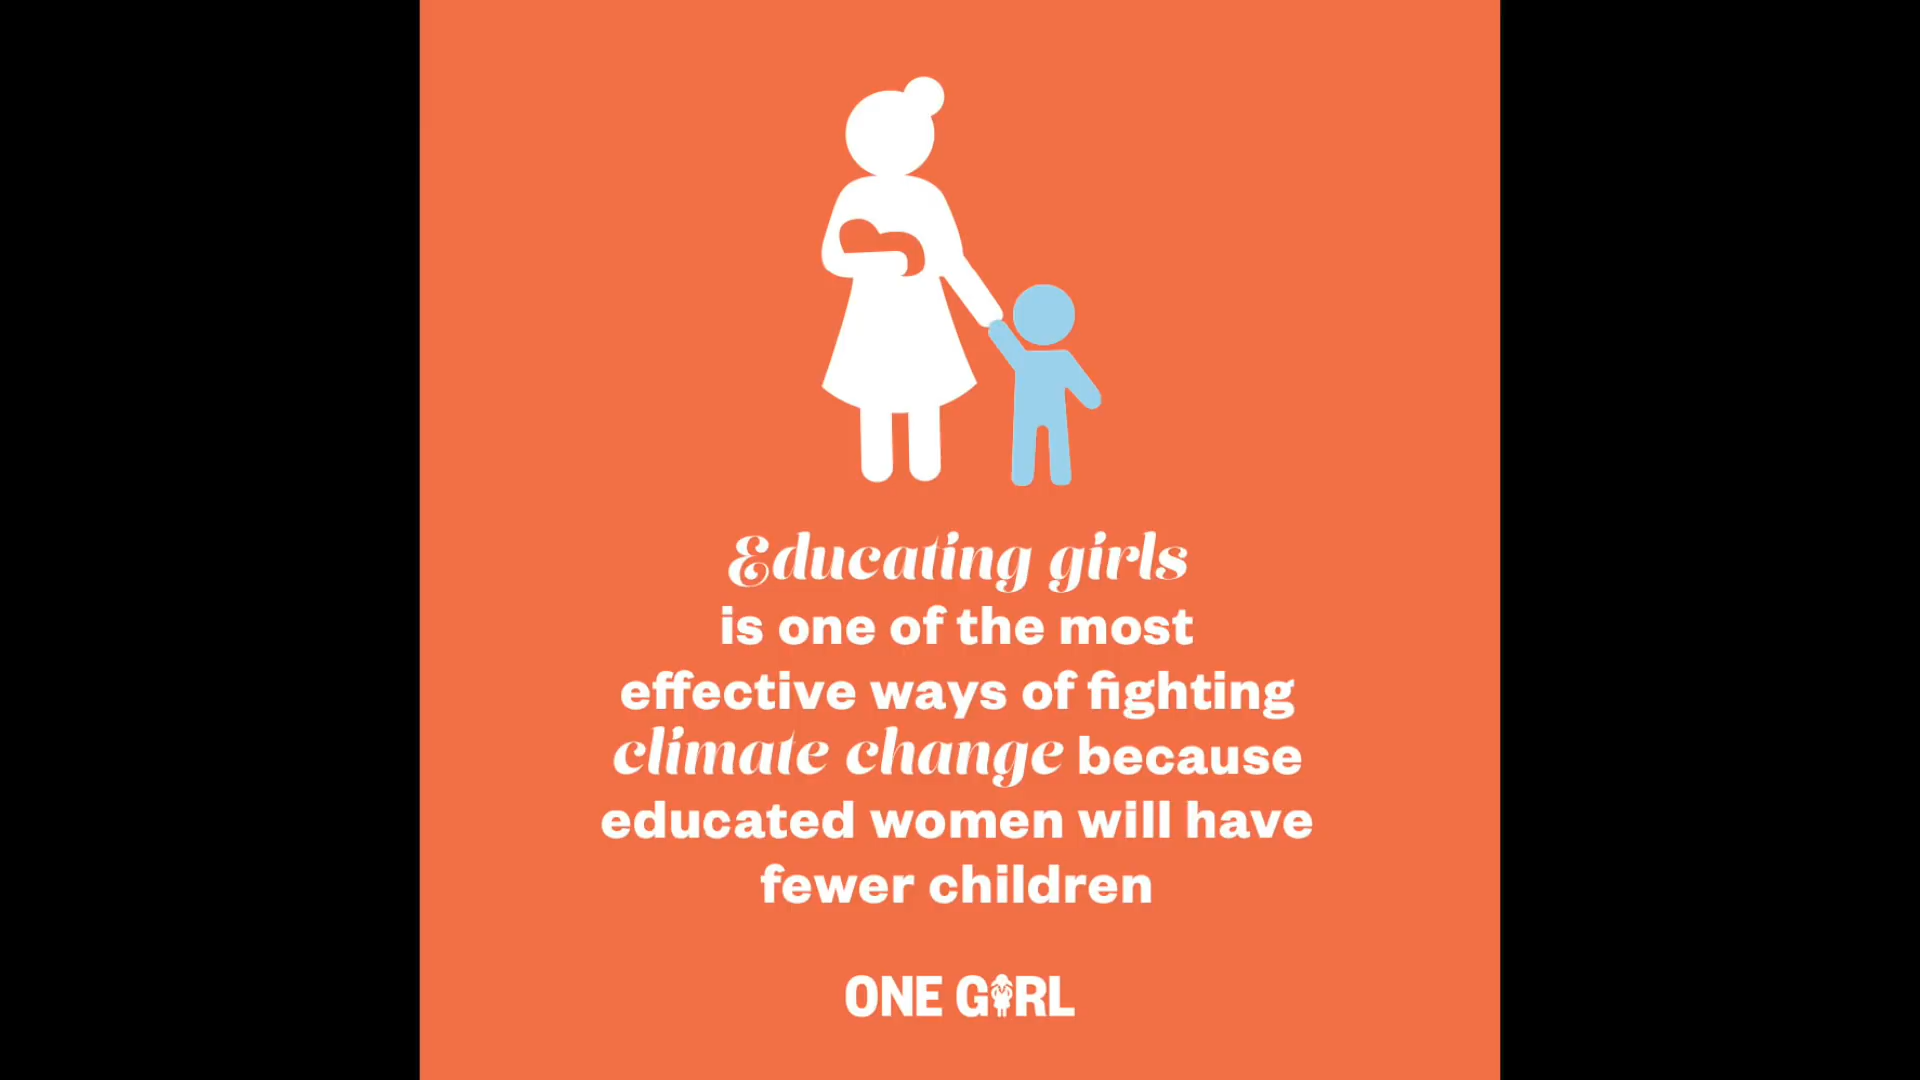 Educating girls
is one of the most
effective ways of fighting
climate change because
educated women will have
fewer children
ONE GIRL